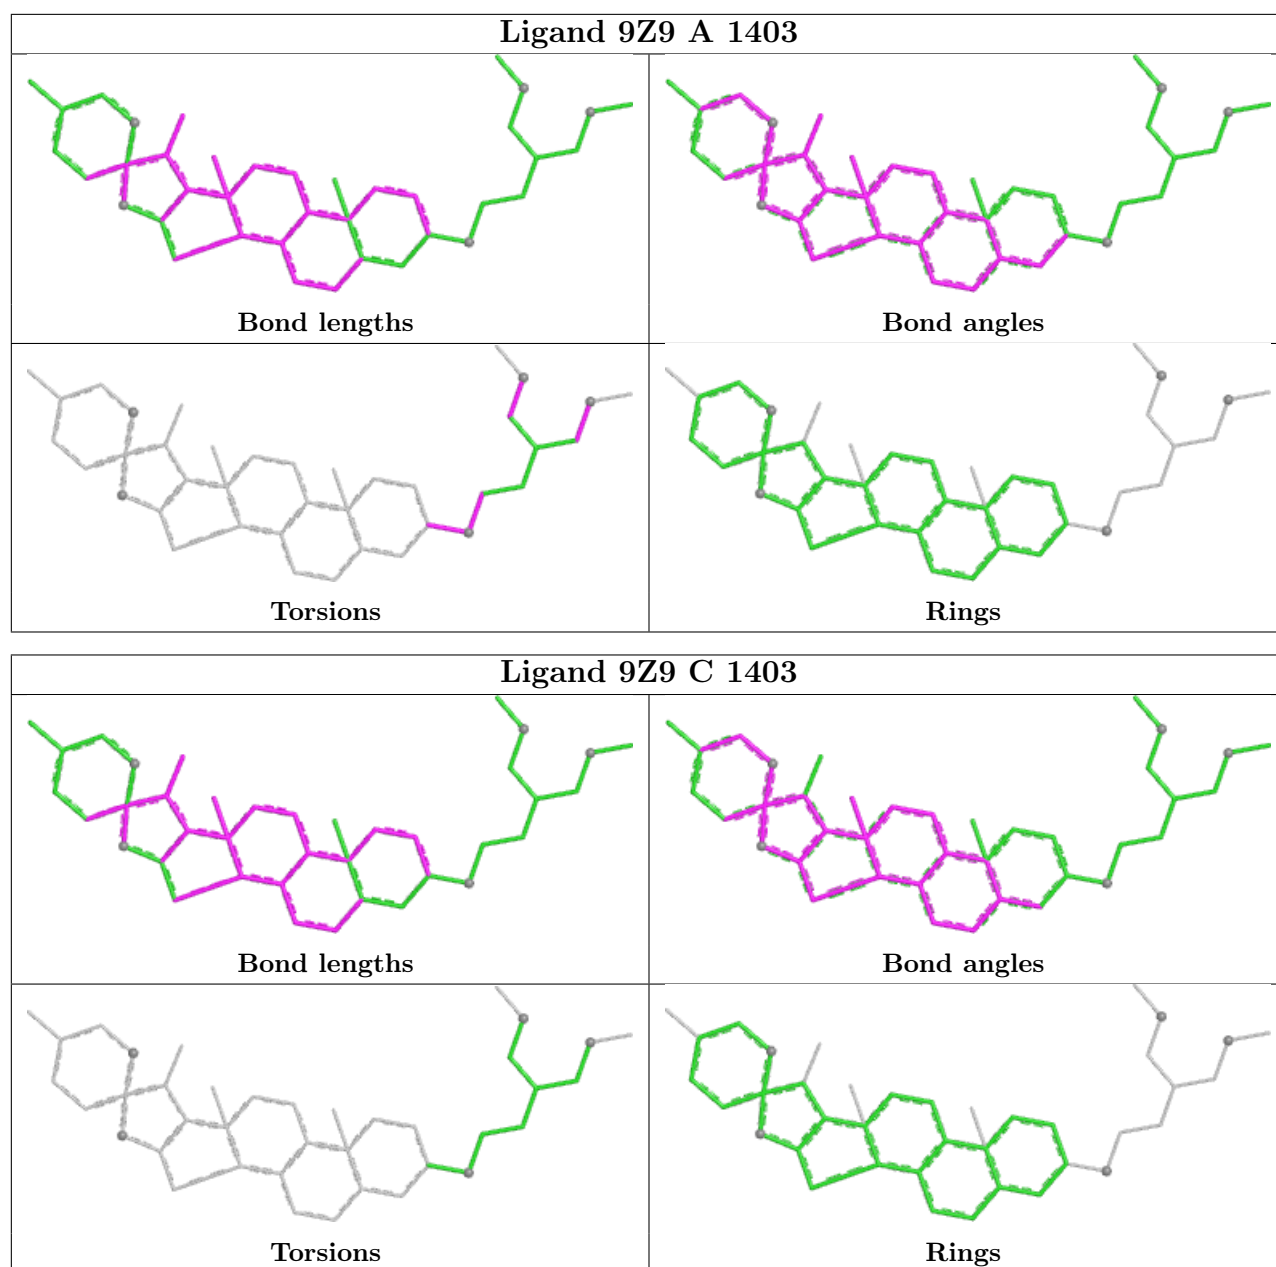 Ligand 9Z9 A 1403
Bond lengths
Bond angles
Torsions
Rings
Ligand 9Z9 C 1403
Bond lengths
Bond angles
Torsions
Rings